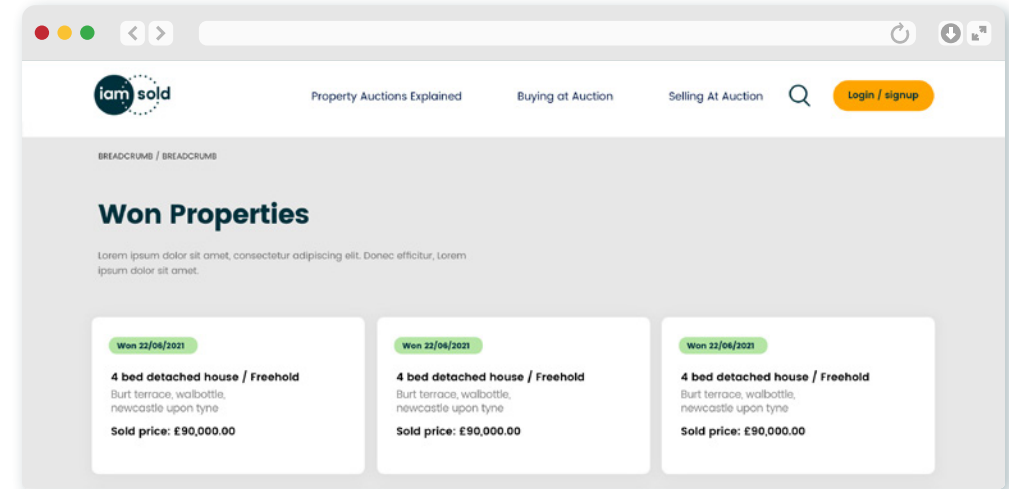 iam sold
Property Auctions Explained
Buying at Auction
Selling At Auction
Login / signup
BREADCRUMB / BREADCRUMB
Won Properties
Lorem ipsum dolor sit amet, consectetur adipiscing elit. Donec efficitur, Lorem
ipsum dolor sit amet.
Won 22/06/2021
4 bed detached house / Freehold
Burt terrace, walbottle,
newcastle upon tyne
Sold price: £90,000.00
Won 22/06/2021
4 bed detached house / Freehold
Burt terrace, walbottle,
newcastle upon tyne
Sold price: £90,000.00
Won 22/06/2021
4 bed detached house / Freehold
Burt terrace, walbottle,
newcastle upon tyne
Sold price: £90,000.00